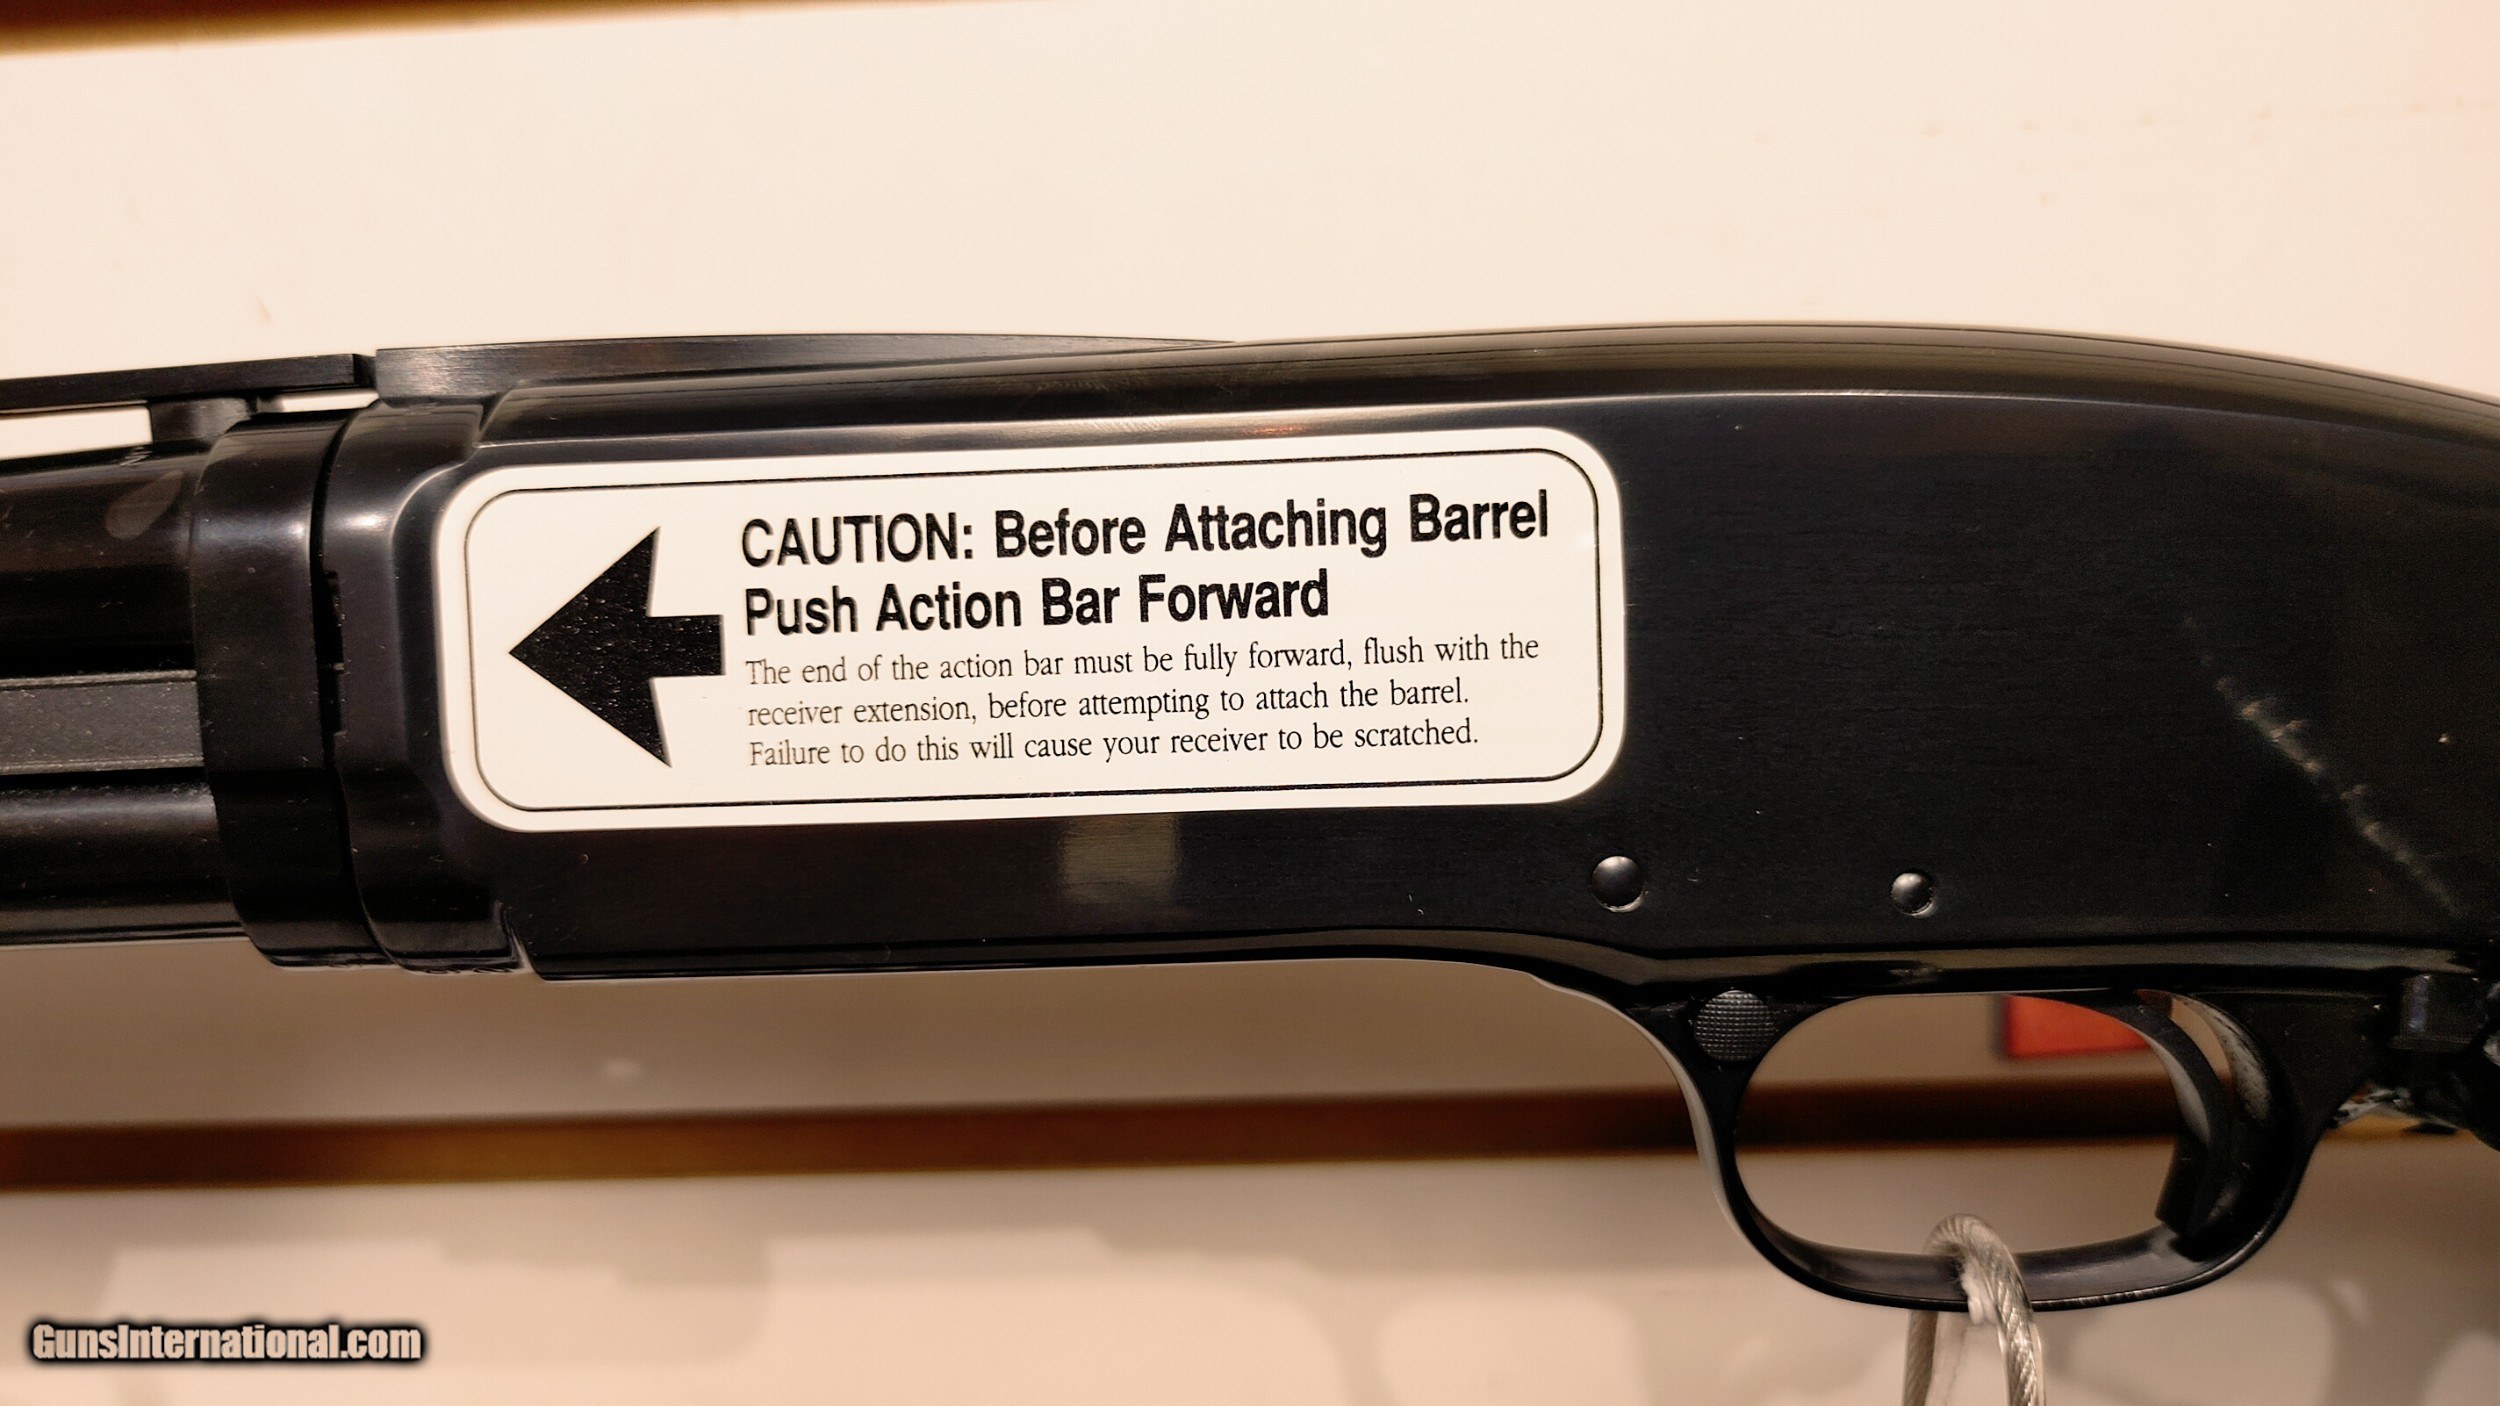 CAUTION: Before Attaching Barrel
Push Action Bar Forward
The end of the action bar must be fully forward, flush with the
receiver extension, before attempting to attach the barrel.
Failure to do this will cause your receiver to be scratched.
GunsInternational.com